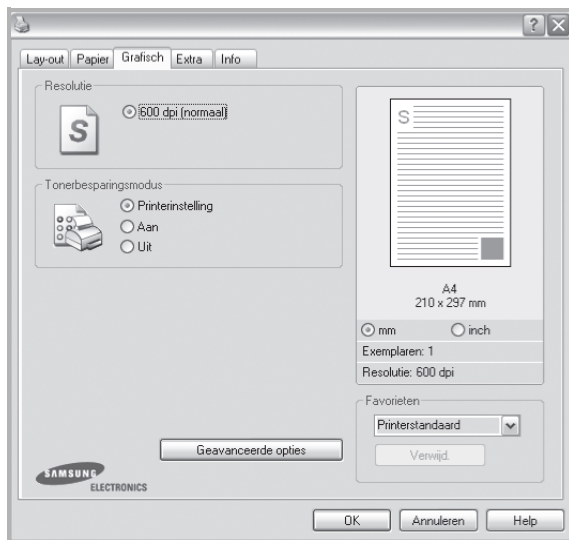 Lay-out Papier Grafisch Extra Info
Resolutie
600 dpi (normaal)
S
Tonerbesparingsmodus
Printerinstelling
Aan
Uit
S
A4
210 x 297 mm
mm inch
Exemplaren: 1
Resolutie: 600 dpi
Favorieten
Printerstandaard
Verwijd.
Geavanceerde opties
SAMSUNG
ELECTRONICS
OK Annuleren Help